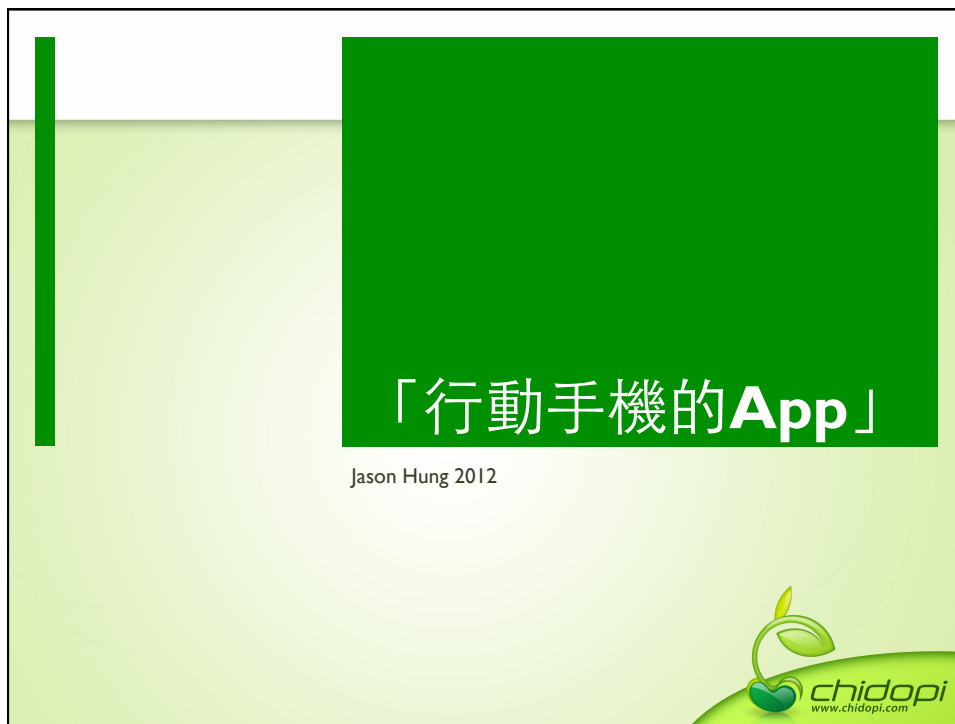 「行動手機的App」
Jason Hung 2012
chidopi
www.chidopi.com